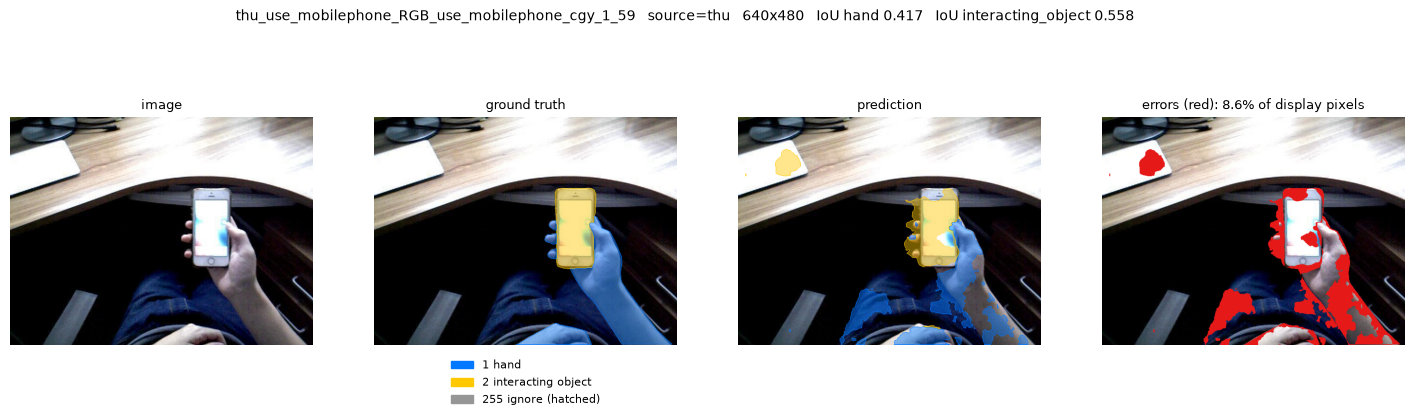 thu_use_mobilephone_RGB_use_mobilephone_cgy_1_59   source=thu   640x480   IoU hand 0.417   IoU interacting_object 0.558
image
ground truth
prediction
errors (red): 8.6% of display pixels
1 hand
2 interacting object
255 ignore (hatched)